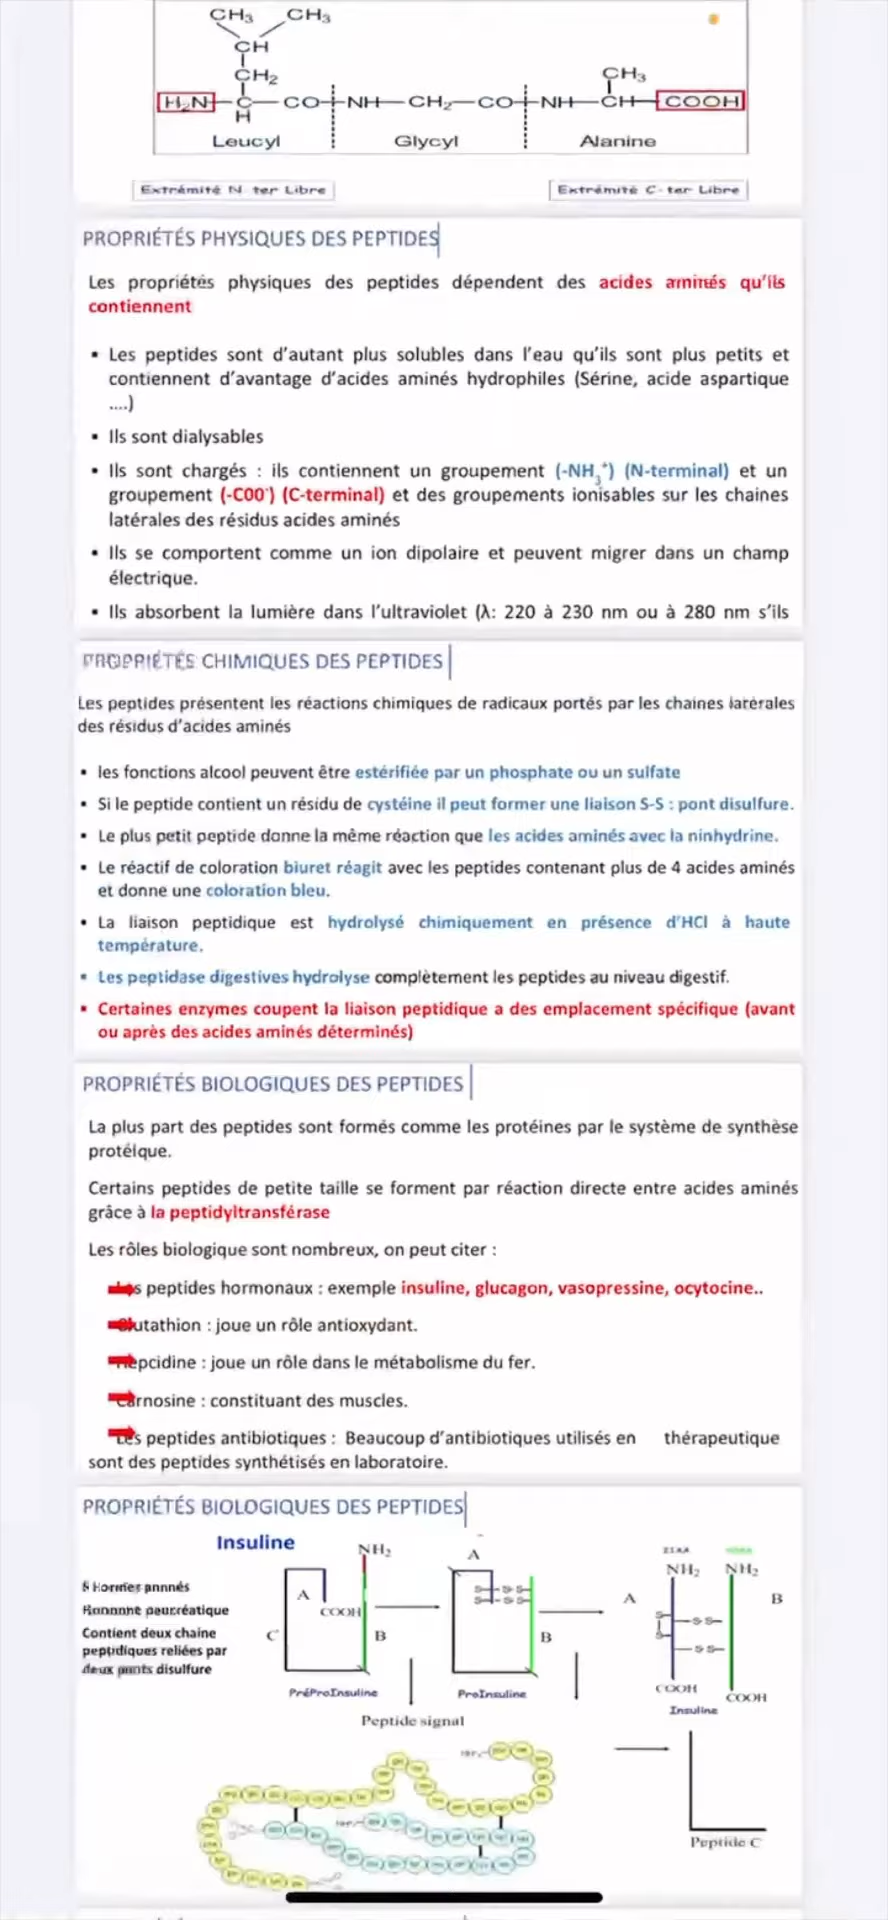 CH₃ CH₃
CH
CH₂
CH₃
H₂N C CO NH CH₂ CO NH CH COOH
H
Leucyl Glycyl Alanine
Extrémité N- ter Libre Extrémité C- ter Libre
PROPRIÉTÉS PHYSIQUES DES PEPTIDES
Les propriétés physiques des peptides dépendent des acides aminés qu'ils
contiennent
▪ Les peptides sont d'autant plus solubles dans l'eau qu'ils sont plus petits et
contiennent d'avantage d'acides aminés hydrophiles (Sérine, acide aspartique
....)
▪ Ils sont dialysables
▪ Ils sont chargés : ils contiennent un groupement (-NH₃⁺) (N-terminal) et un
groupement (-C00⁻) (C-terminal) et des groupements ionisables sur les chaines
latérales des résidus acides aminés
▪ Ils se comportent comme un ion dipolaire et peuvent migrer dans un champ
électrique.
▪ Ils absorbent la lumière dans l'ultraviolet (λ: 220 à 230 nm ou à 280 nm s'ils
PROPRIÉTÉS CHIMIQUES DES PEPTIDES
Les peptides présentent les réactions chimiques de radicaux portés par les chaines latérales
des résidus d'acides aminés
• les fonctions alcool peuvent être estérifiée par un phosphate ou un sulfate
• Si le peptide contient un résidu de cystéine il peut former une liaison S-S : pont disulfure.
• Le plus petit peptide donne la même réaction que les acides aminés avec la ninhydrine.
• Le réactif de coloration biuret réagit avec les peptides contenant plus de 4 acides aminés
et donne une coloration bleu.
• La liaison peptidique est hydrolysé chimiquement en présence d'HCl à haute
température.
• Les peptidase digestives hydrolyse complètement les peptides au niveau digestif.
• Certaines enzymes coupent la liaison peptidique a des emplacement spécifique (avant
ou après des acides aminés déterminés)
PROPRIÉTÉS BIOLOGIQUES DES PEPTIDES
La plus part des peptides sont formés comme les protéines par le système de synthèse
protéique.
Certains peptides de petite taille se forment par réaction directe entre acides aminés
grâce à la peptidyltransférase
Les rôles biologique sont nombreux, on peut citer :
Les peptides hormonaux : exemple insuline, glucagon, vasopressine, ocytocine..
Glutathion : joue un rôle antioxydant.
Hepcidine : joue un rôle dans le métabolisme du fer.
Carnosine : constituant des muscles.
Les peptides antibiotiques : Beaucoup d'antibiotiques utilisés en thérapeutique
sont des peptides synthétisés en laboratoire.
PROPRIÉTÉS BIOLOGIQUES DES PEPTIDES
Insuline
NH₂ A NH₂ NH₂
A COOH
C B B A B
S S-S-
S S-S-
S -S-S-
S -S-S-
Contient deux chaine
peptidiques reliées par
deux ponts disulfure
COOH COOH
PréProInsuline ProInsuline Insuline
Peptide signal
Peptide C